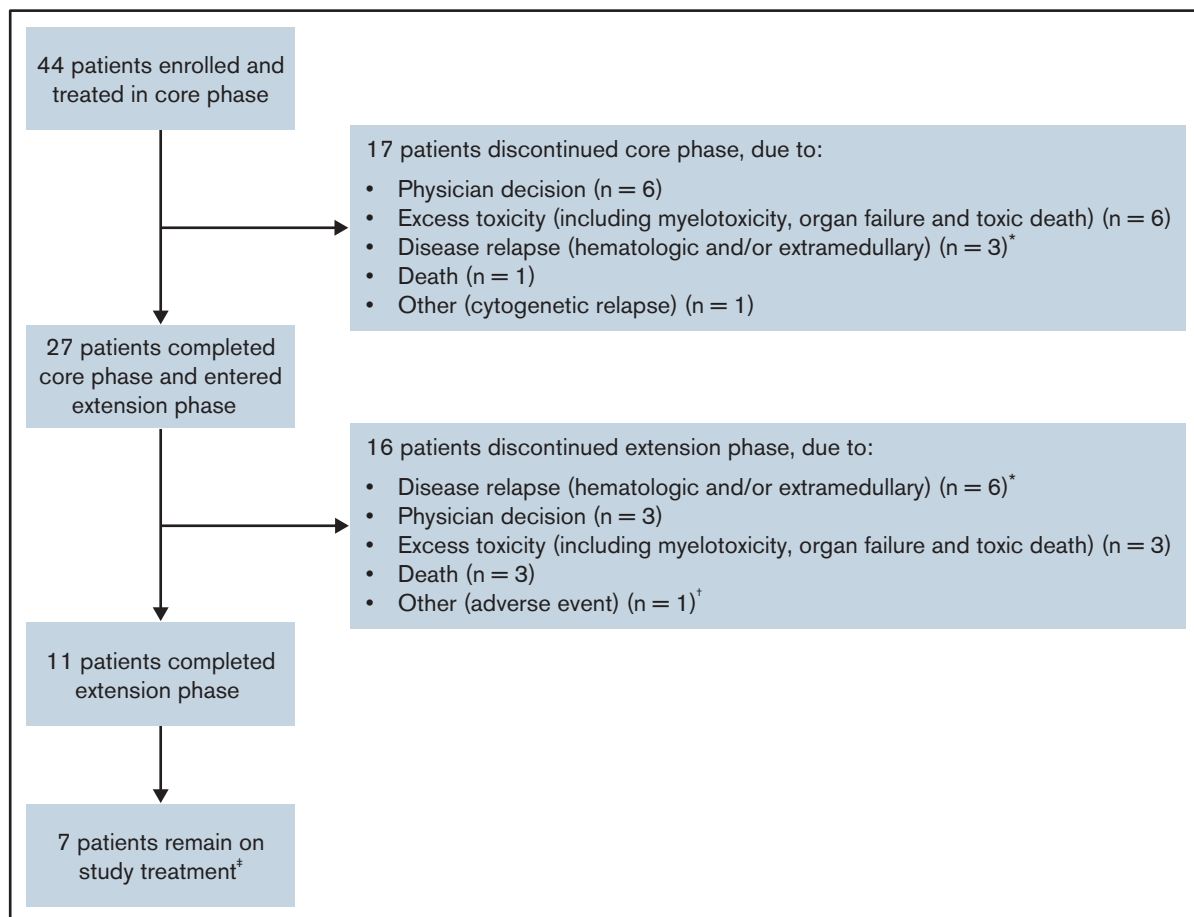 44 patients enrolled and
treated in core phase
17 patients discontinued core phase, due to:
• Physician decision (n = 6)
• Excess toxicity (including myelotoxicity, organ failure and toxic death) (n = 6)
• Disease relapse (hematologic and/or extramedullary) (n = 3)*
• Death (n = 1)
• Other (cytogenetic relapse) (n = 1)
27 patients completed
core phase and entered
extension phase
16 patients discontinued extension phase, due to:
• Disease relapse (hematologic and/or extramedullary) (n = 6)*
• Physician decision (n = 3)
• Excess toxicity (including myelotoxicity, organ failure and toxic death) (n = 3)
• Death (n = 3)
• Other (adverse event) (n = 1)†
11 patients completed
extension phase
7 patients remain on
study treatment‡